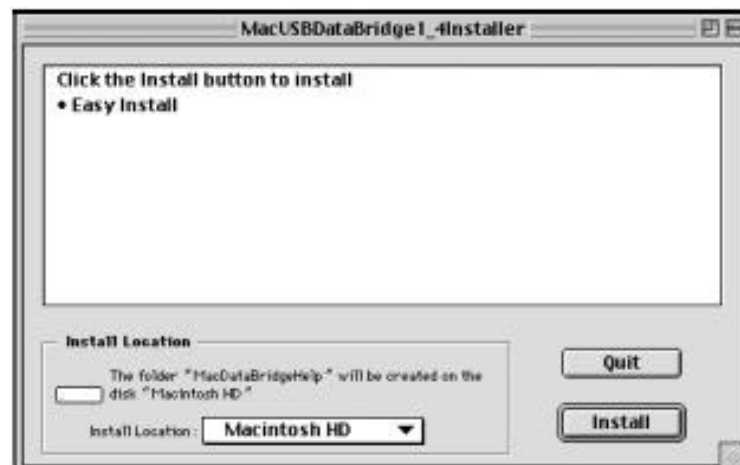 MacUSBDataBridge1_4Installer
Click the Install button to install
• Easy Install
Install Location
The folder "MacDataBridgeHelp" will be created on the
disk "Macintosh HD"
Install Location :
Macintosh HD
Quit
Install